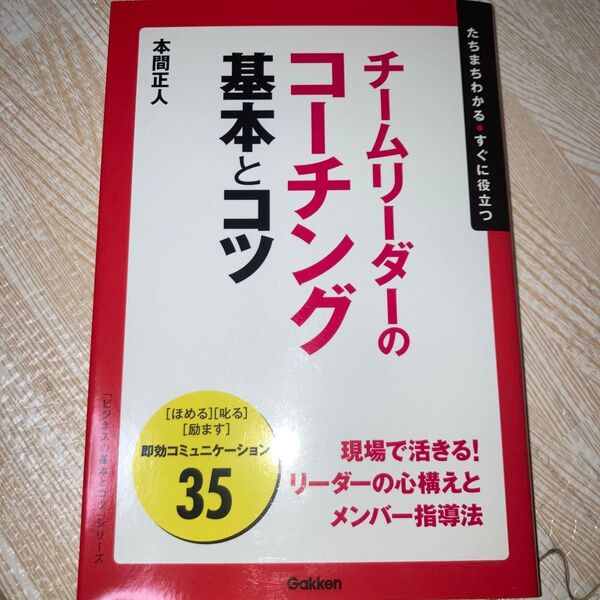 たちまちわかる●すぐに役立つ
チームリーダーの
コーチング
基本とコツ
本間正人
[ほめる][叱る]
[励ます]
即効コミュニケーション
35
現場で活きる!
リーダーの心構えと
メンバー指導法
「ビジネスの基本とコツ」シリーズ
Gakken